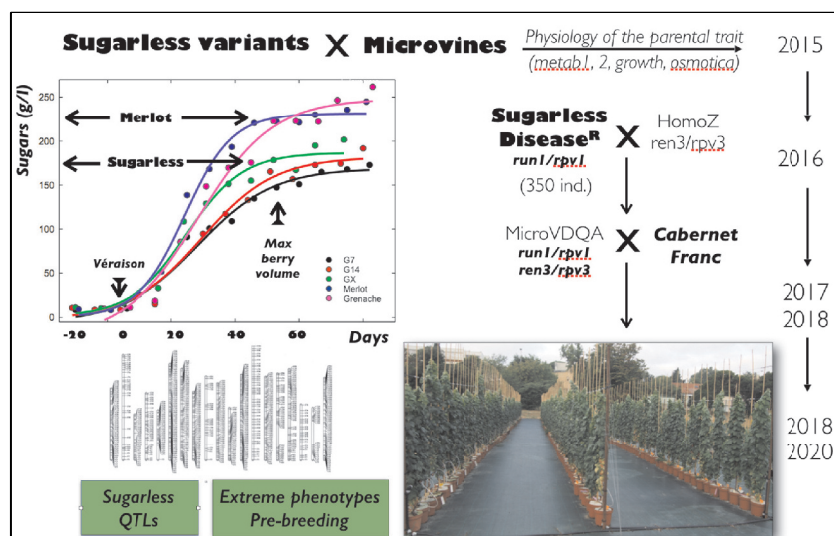 Sugarless variants X Microvines
Physiology of the parental trait
(metab1, 2, growth, osmotica)
2015
Sugars (g/l)
250
200
150
100
50
0
Merlot
Sugarless
Véraison
Max
berry
volume
G7
G14
GX
Merlot
Grenache
-20
0
20
40
60
Days
Sugarless
Disease^R
run1/rpv1
(350 ind.)
X
HomoZ
ren3/rpv3
2016
MicroVDQA
run1/rpv1
ren3/rpv3
X
Cabernet
Franc
2017
2018
2018
2020
Sugarless
QTLs
Extreme phenotypes
Pre-breeding